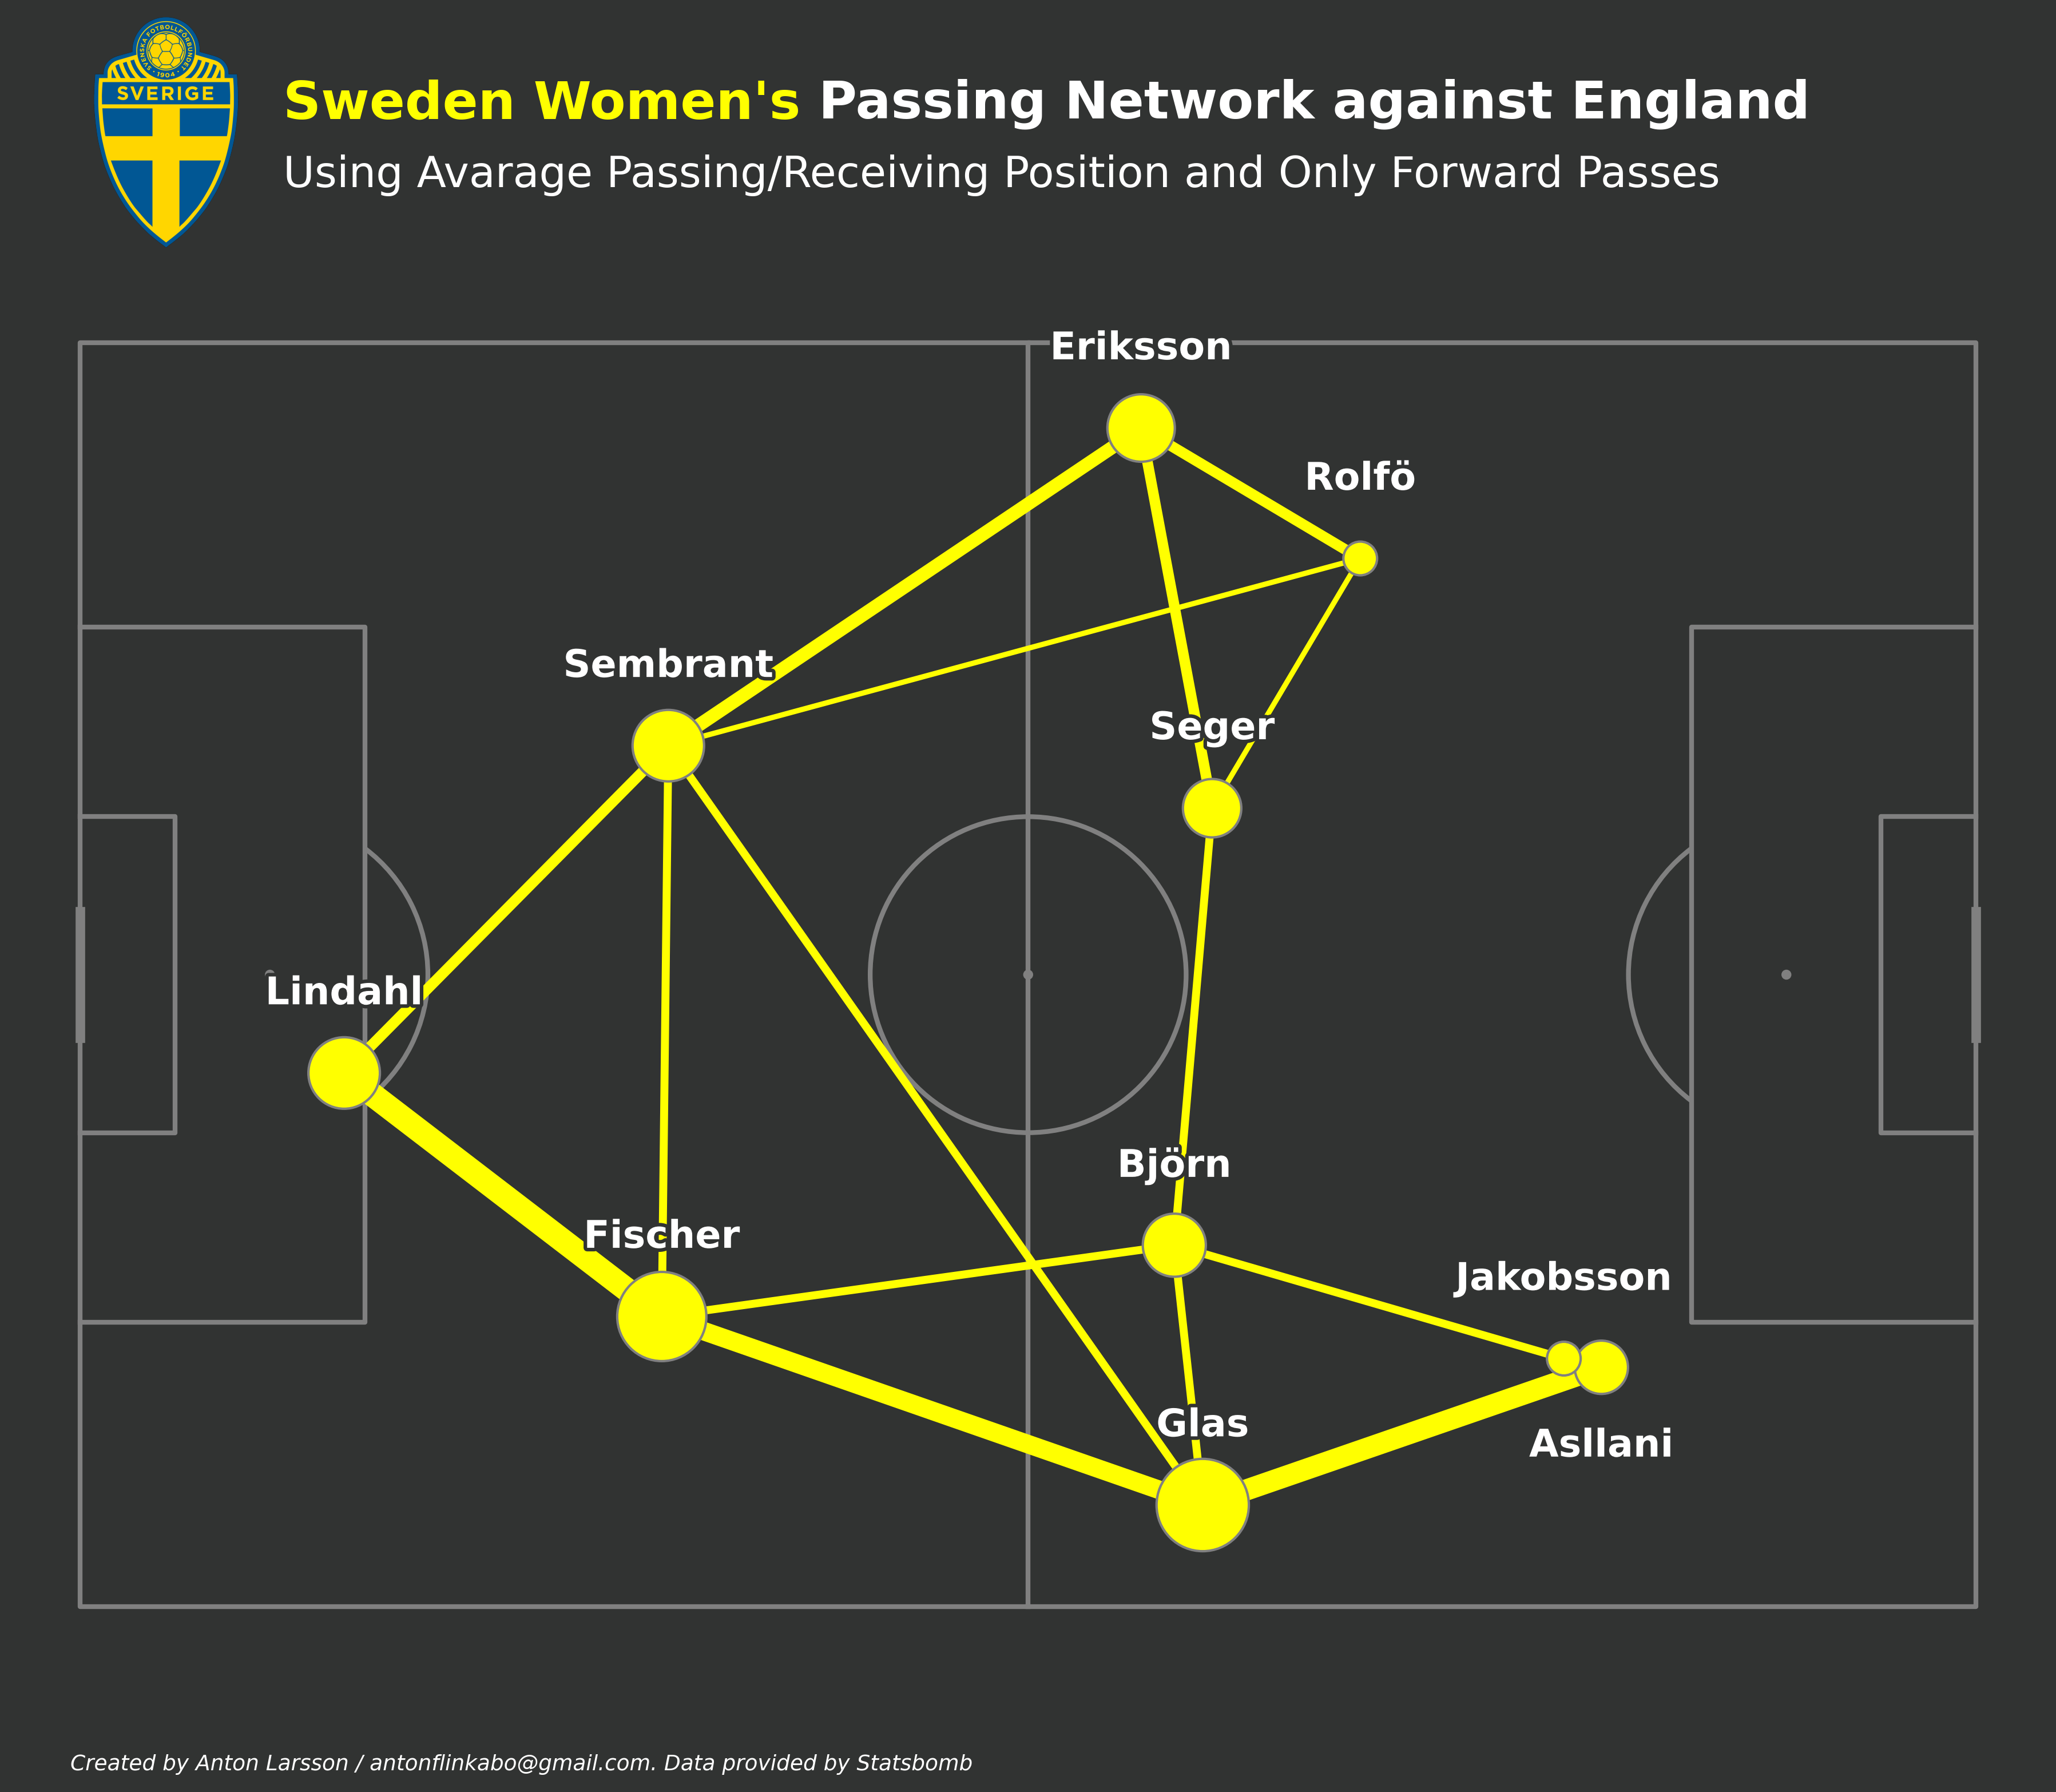 SVENSKA FOTBOLLFÖRBUNDET
1904
SVERIGE
Sweden Women's Passing Network against England
Using Avarage Passing/Receiving Position and Only Forward Passes
Eriksson
Rolfö
Sembrant
Seger
Lindahl
Björn
Fischer
Jakobsson
Glas
Asllani
Created by Anton Larsson / antonflinkabo@gmail.com. Data provided by Statsbomb